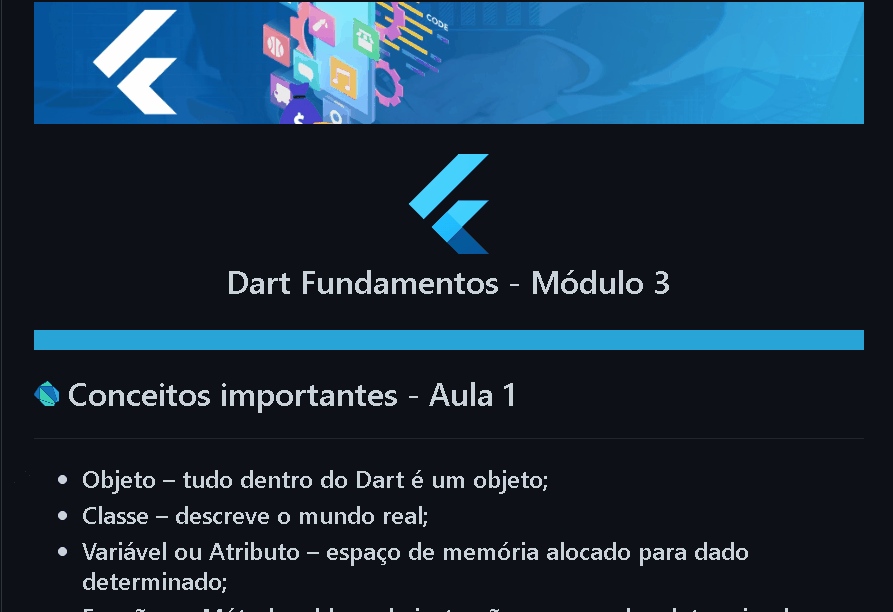 CODE
Dart Fundamentos - Módulo 3
Conceitos importantes - Aula 1
• Objeto – tudo dentro do Dart é um objeto;
• Classe – descreve o mundo real;
• Variável ou Atributo – espaço de memória alocado para dado
determinado;